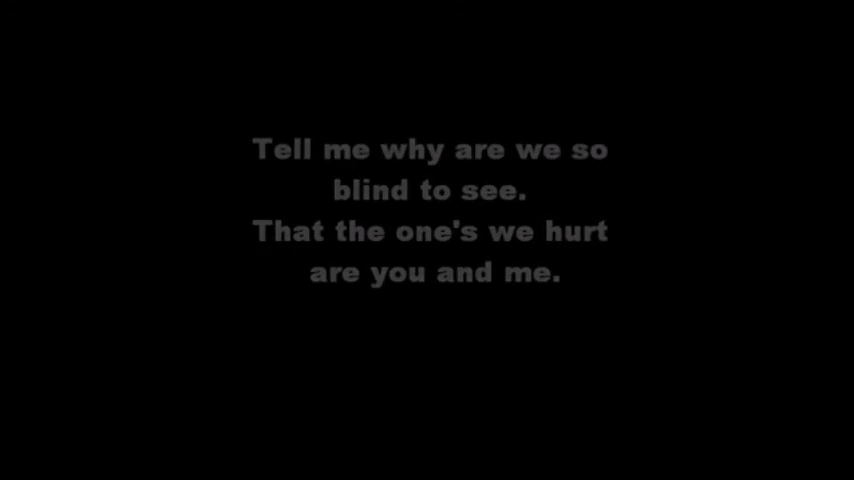 Tell me why are we so
blind to see.
That the one's we hurt
are you and me.